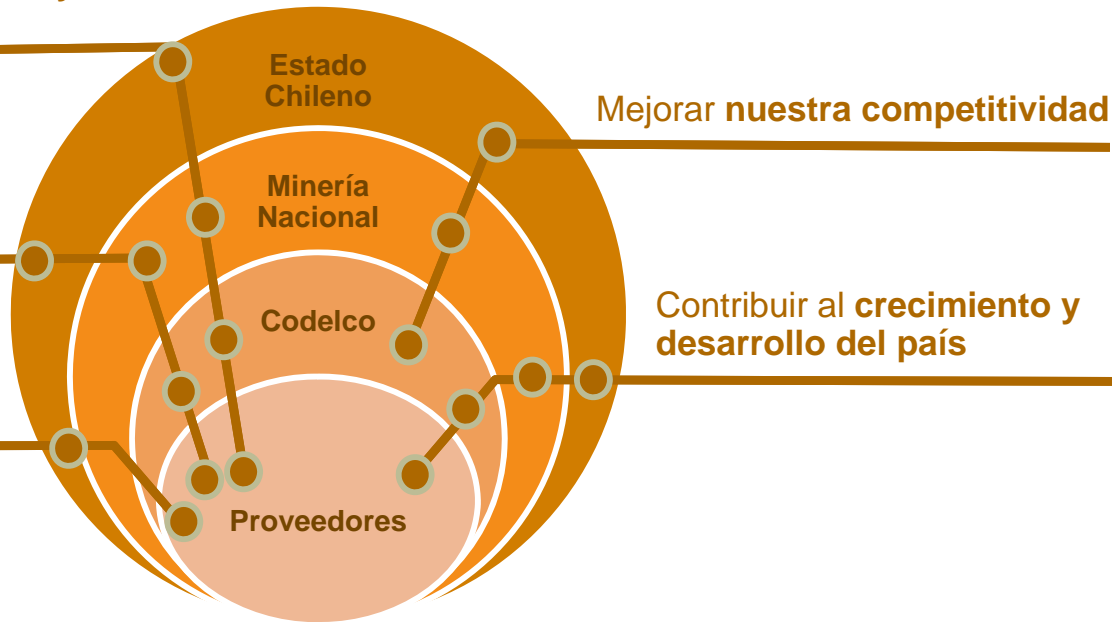 Estado
Chileno
Mejorar nuestra competitividad
Minería
Nacional
Contribuir al crecimiento y
desarrollo del país
Codelco
Proveedores